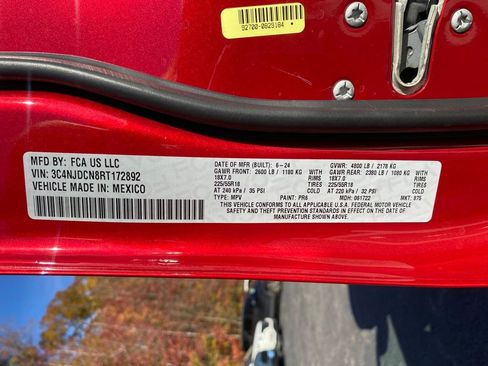 92700-0829184
MFD BY: FCA US LLC
VIN: 3C4NJDCN8RT172892
VEHICLE MADE IN: MEXICO
DATE OF MNF (BUILT): 6-24 GVWR: 4800 LB / 2178 KG
GAWR FRONT: 2600 LB / 1180 KG WITH GAWR REAR: 2380 LB / 1080 KG WITH
18X7.0 RIMS 18X7.0 RIMS
225/55R18 TIRES 225/55R18 TIRES
AT 240 kPa / 35 PSI COLD AT 220 kPa / 32 PSI COLD
TYPE: MPV PAINT: PR6 MDH: 061722 MKT: 875
THIS VEHICLE CONFORMS TO ALL APPLICABLE U.S.A. FEDERAL MOTOR VEHICLE
SAFETY AND THEFT PREVENTION STANDARDS IN EFFECT ON THE DATE OF
MANUFACTURE SHOWN ABOVE.